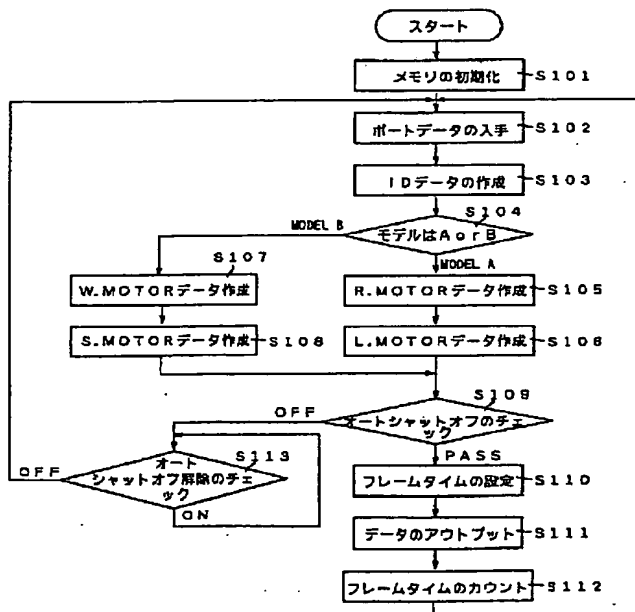 スタート
メモリの初期化 S101
ポートデータの入手 S102
IDデータの作成 S103
S104
モデルはAorB
MODEL B
MODEL A
S107
W.MOTORデータ作成
R.MOTORデータ作成 S105
S.MOTORデータ作成 S108
L.MOTORデータ作成 S106
S109
OFF
オートシャットオフのチェ
ック
PASS
S113
オート
シャットオフ解除のチェ
ック
OFF
ON
フレームタイムの設定 S110
データのアウトプット S111
フレームタイムのカウント S112